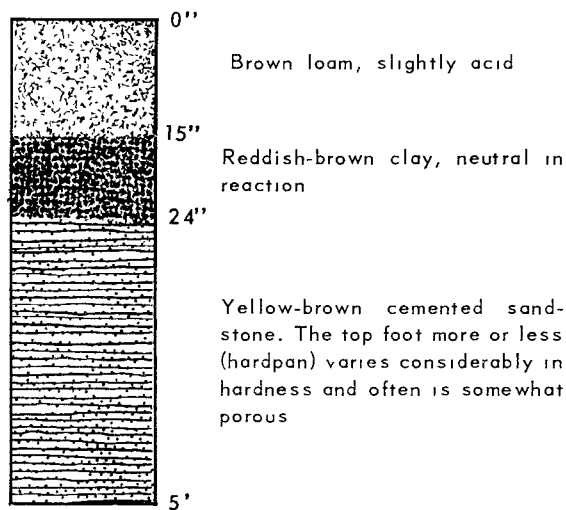 0"
Brown loam, slightly acid
15"
Reddish-brown clay, neutral in
reaction
24"
Yellow-brown cemented sand-
stone. The top foot more or less
(hardpan) varies considerably in
hardness and often is somewhat
porous
5'